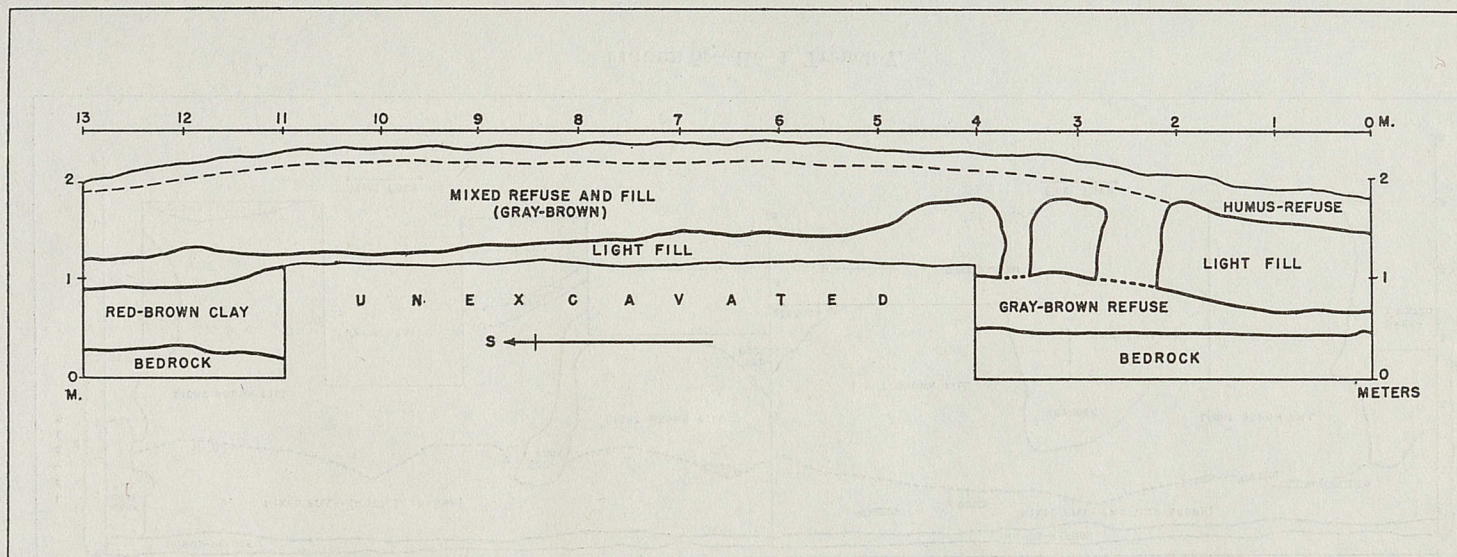 13 12 11 10 9 8 7 6 5 4 3 2 1 0 M.
2 2
MIXED REFUSE AND FILL
(GRAY-BROWN)
HUMUS-REFUSE
LIGHT FILL
LIGHT FILL
1 1
UNEXCAVATED
RED-BROWN CLAY
GRAY-BROWN REFUSE
S
BEDROCK
BEDROCK
0 0
M. METERS